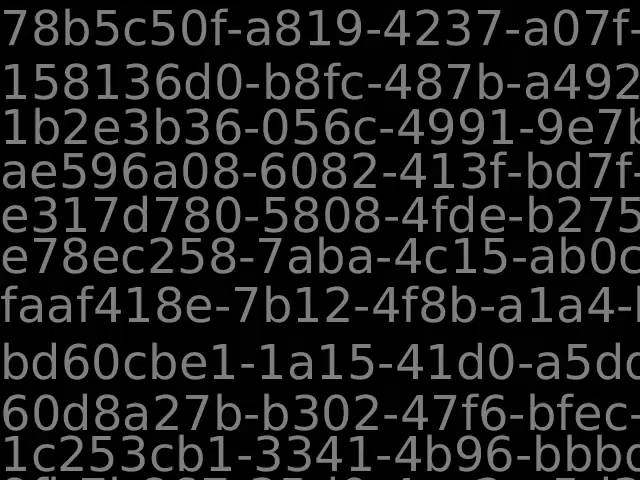 78b5c50f-a819-4237-a07f-
158136d0-b8fc-487b-a492
1b2e3b36-056c-4991-9e7b
ae596a08-6082-413f-bd7f-
e317d780-5808-4fde-b275
e78ec258-7aba-4c15-ab0c
faaf418e-7b12-4f8b-a1a4-
bd60cbe1-1a15-41d0-a5dc
60d8a27b-b302-47f6-bfec-
1c253cb1-3341-4b96-bbbc